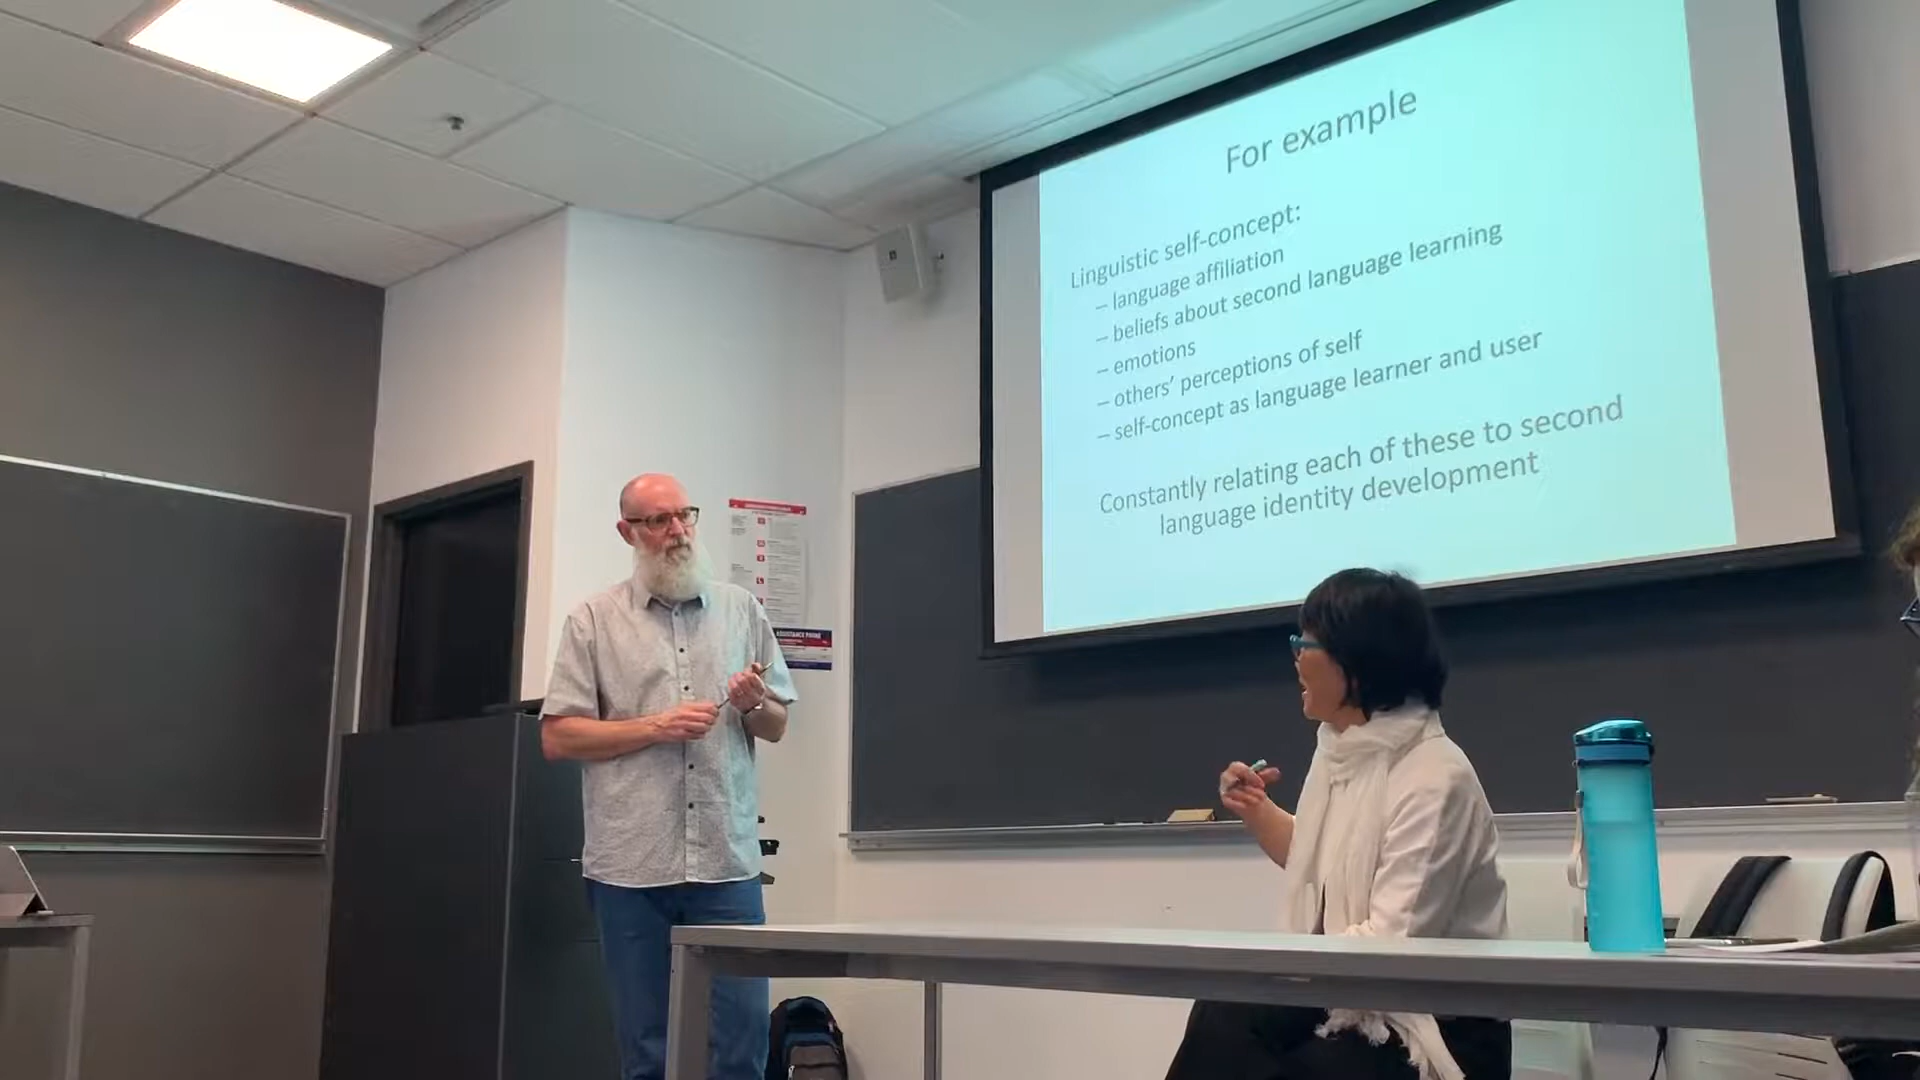 For example
Linguistic self-concept:
– language affiliation
– beliefs about second language learning
– emotions
– others’ perceptions of self
– self-concept as language learner and user
Constantly relating each of these to second
language identity development
ASSISTANCE